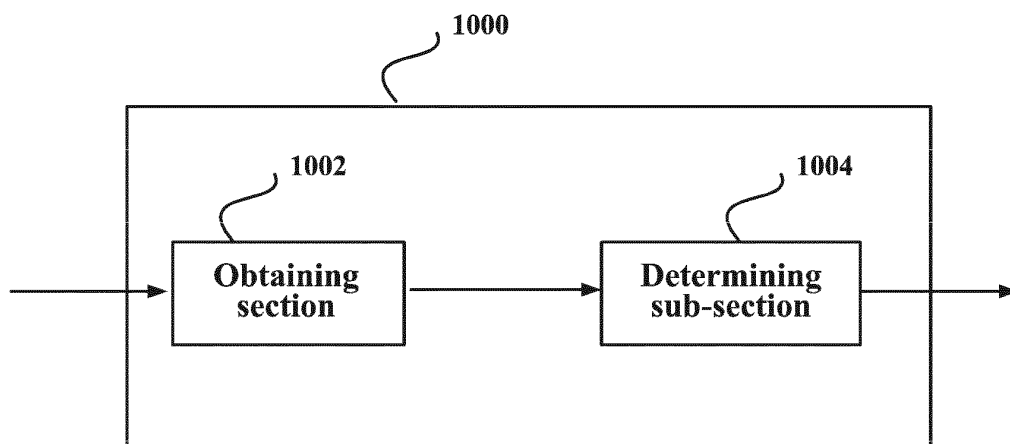 1000
1002
1004
Obtaining
section
Determining
sub-section